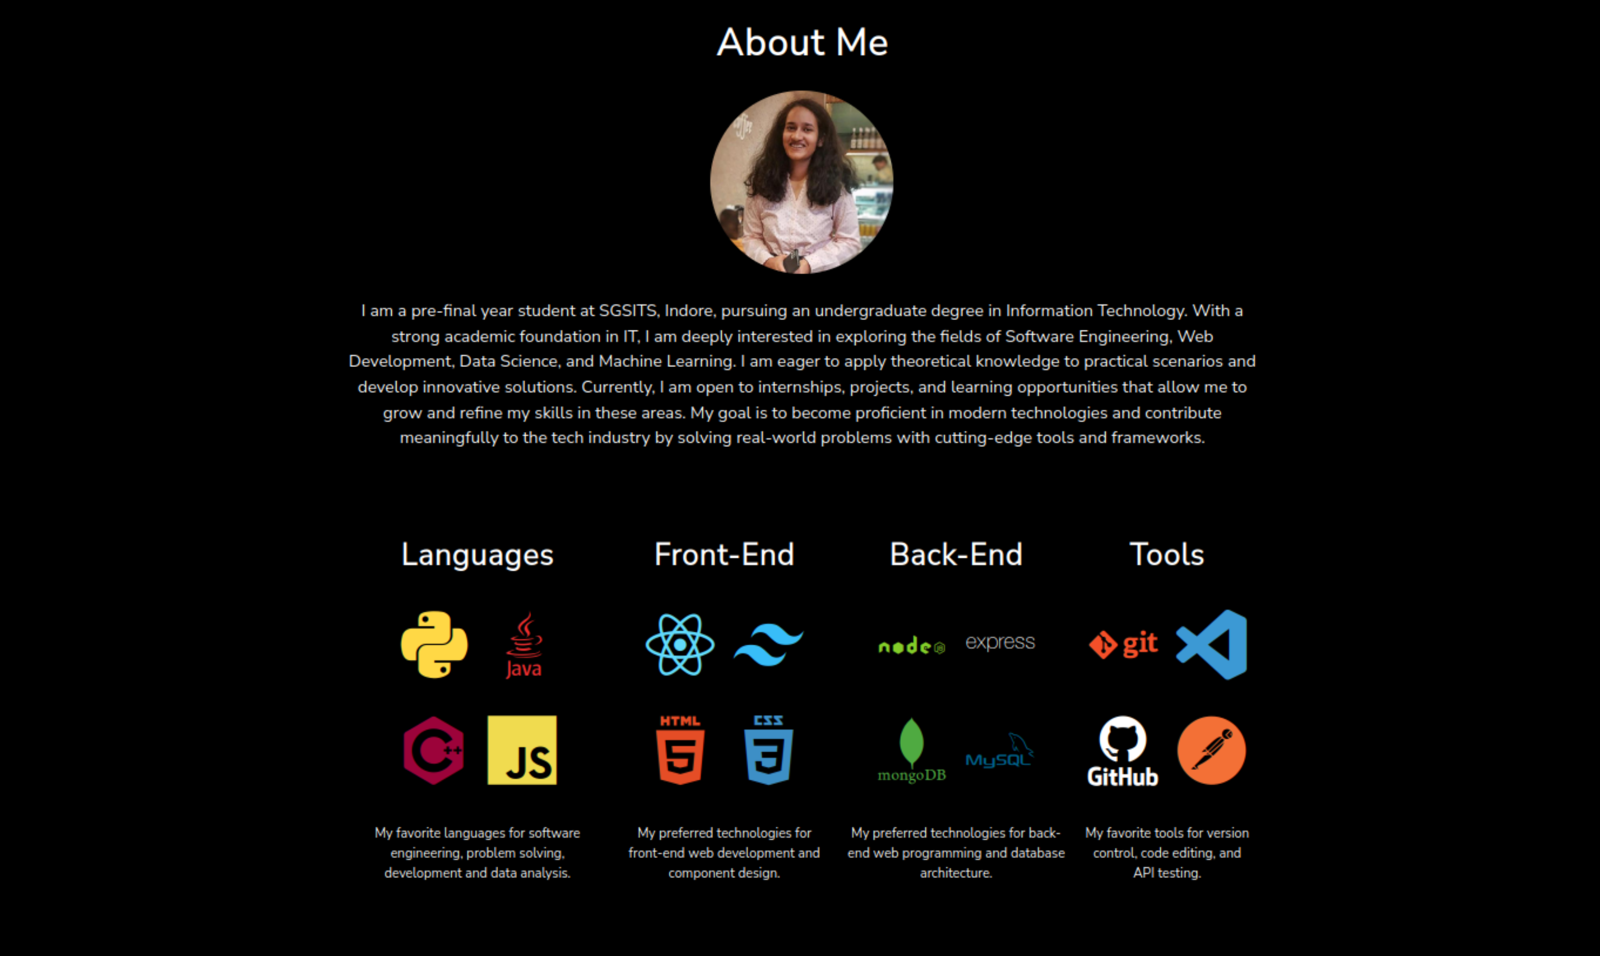 About Me
I am a pre-final year student at SGSITS, Indore, pursuing an undergraduate degree in Information Technology. With a
strong academic foundation in IT, I am deeply interested in exploring the fields of Software Engineering, Web
Development, Data Science, and Machine Learning. I am eager to apply theoretical knowledge to practical scenarios and
develop innovative solutions. Currently, I am open to internships, projects, and learning opportunities that allow me to
grow and refine my skills in these areas. My goal is to become proficient in modern technologies and contribute
meaningfully to the tech industry by solving real-world problems with cutting-edge tools and frameworks.
Languages
Java
C++
JS
My favorite languages for software
engineering, problem solving,
development and data analysis.
Front-End
HTML
5
CSS
3
My preferred technologies for
front-end web development and
component design.
Back-End
node
JS
express
mongoDB
MySQL
My preferred technologies for back-
end web programming and database
architecture.
Tools
git
GitHub
My favorite tools for version
control, code editing, and
API testing.